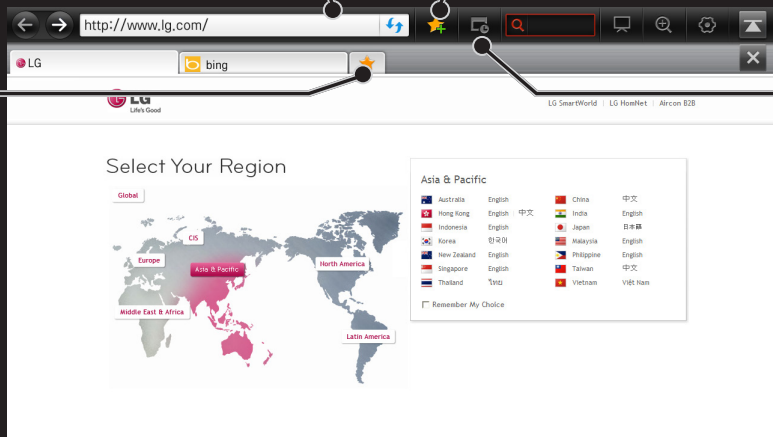 http://www.lg.com/
LG
bing
LG
Life's Good
LG SmartWorld | LG HomNet | Aircon B2B
Select Your Region
Global
CIS
Europe
Asia & Pacific
North America
Middle East & Africa
Latin America
Asia & Pacific
Australia English China 中文
Hong Kong English | 中文 India English
Indonesia English Japan 日本語
Korea 한국어 Malaysia English
New Zealand English Philippine English
Singapore English Taiwan 中文
Thailand ไทย Vietnam Việt Nam
Remember My Choice